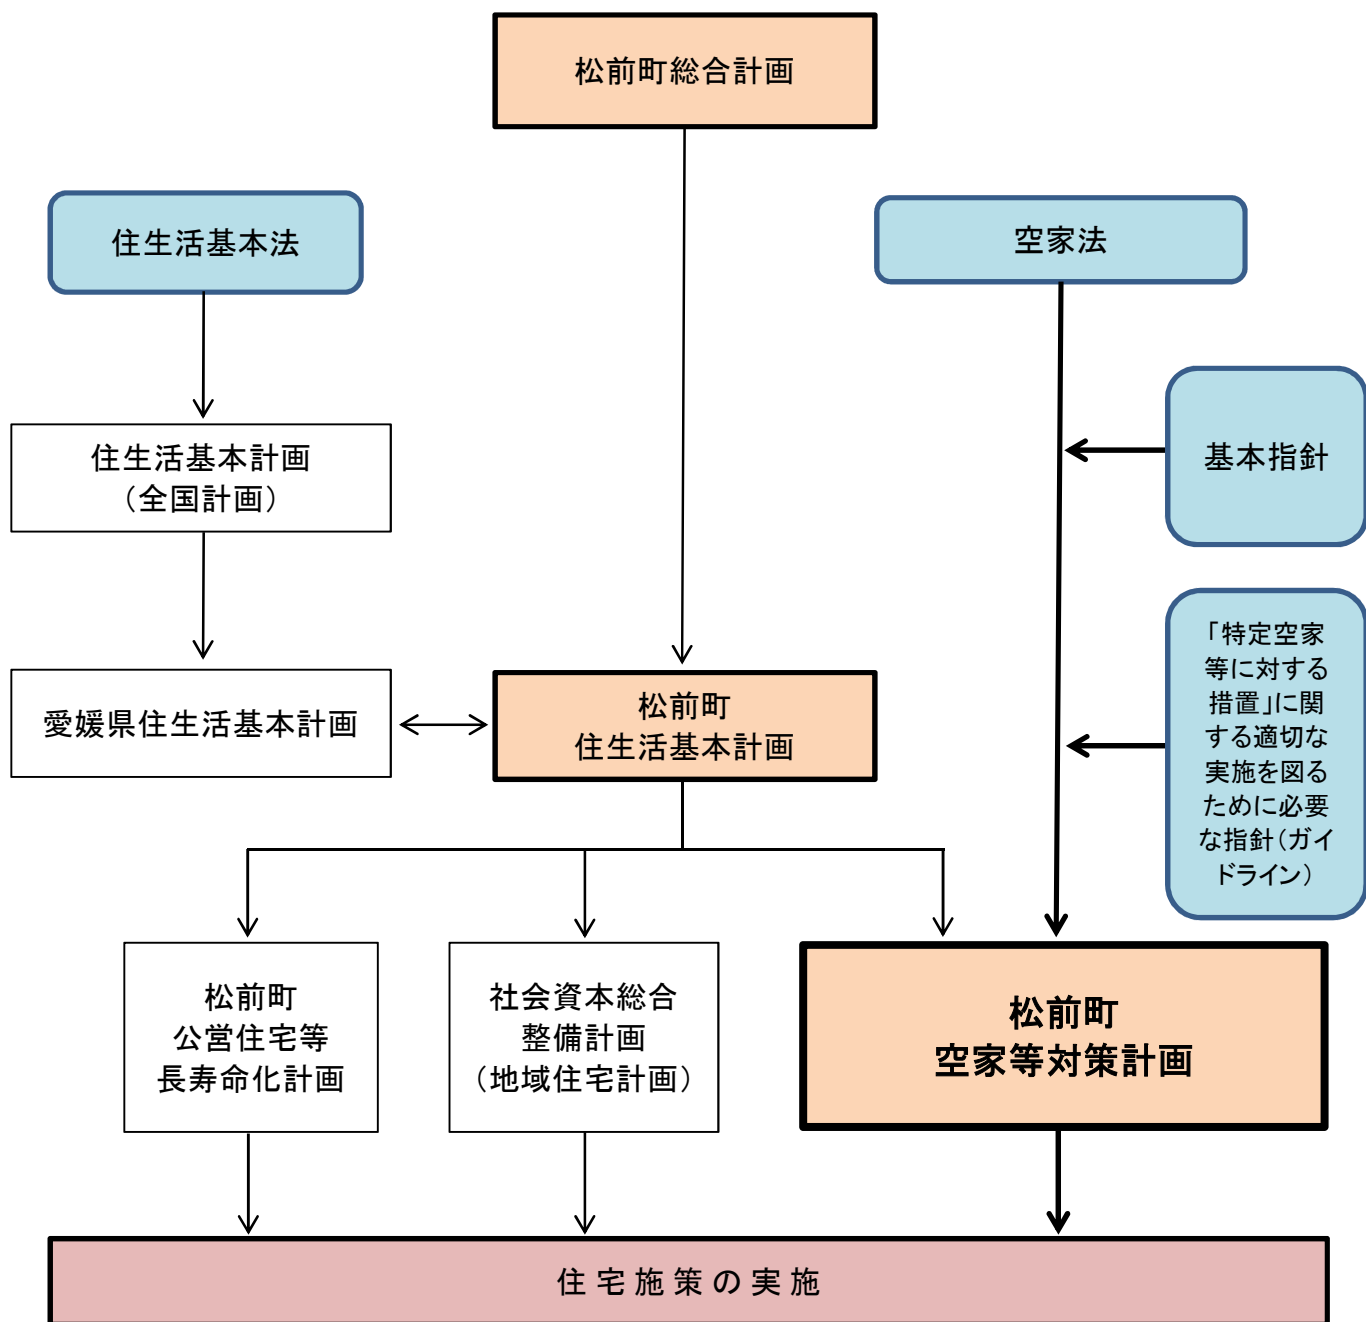 松前町総合計画
住生活基本法
空家法
住生活基本計画
（全国計画）
基本指針
「特定空家
等に対する
措置」に関
する適切な
実施を図る
ために必要
な指針（ガイ
ドライン）
愛媛県住生活基本計画
松前町
住生活基本計画
松前町
公営住宅等
長寿命化計画
社会資本総合
整備計画
（地域住宅計画）
松前町
空家等対策計画
住宅施策の実施